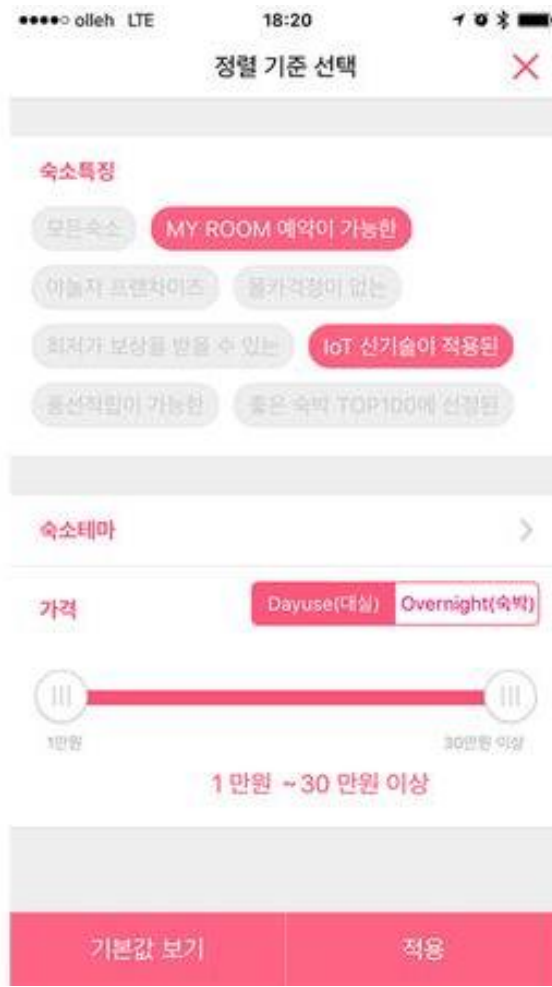 olleh LTE 18:20
정렬 기준 선택
숙소특징
모든숙소 MY ROOM 예약이 가능한
야놀자 프랜차이즈 몰카걱정이 없는
최저가 보상을 받을 수 있는 IoT 신기술이 적용된
풍선적립이 가능한 좋은 숙박 TOP100에 선정된
숙소테마
가격 Dayuse(대실) Overnight(숙박)
1만원 30만원 이상
1 만원 ~ 30 만원 이상
기본값 보기 적용